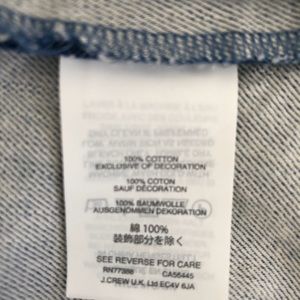 100% COTTON
EXCLUSIVE OF DECORATION
100% COTON
SAUF DECORATION
100% BAUMWOLLE
AUSGENOMMEN DEKORATION
綿 100%
装飾部分を除く
SEE REVERSE FOR CARE
RN77388 CA56445
J.CREW U.K. Ltd EC4V 6JA